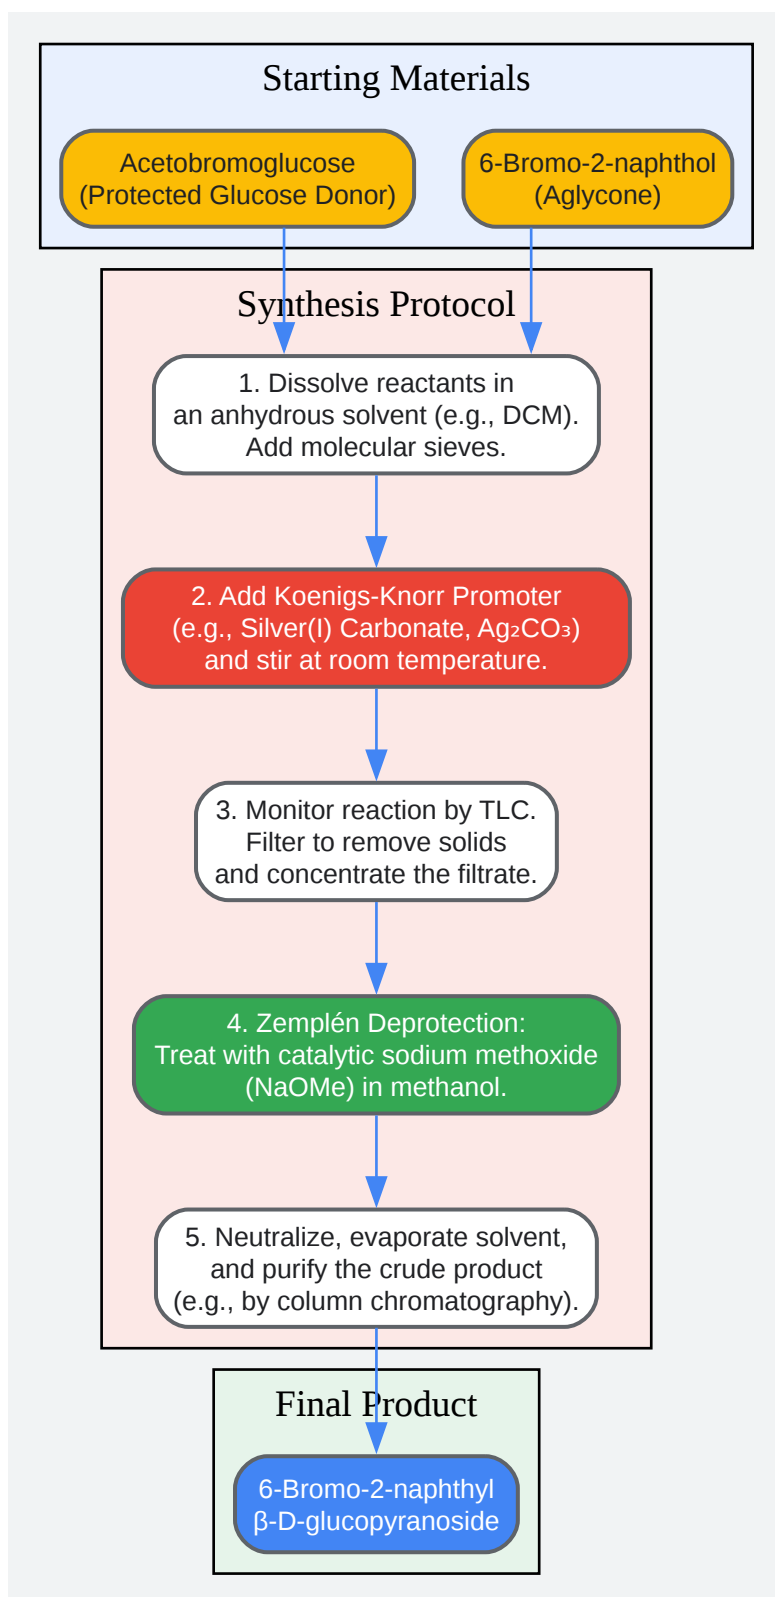 Starting Materials
Acetobromoglucose
(Protected Glucose Donor)
6-Bromo-2-naphthol
(Aglycone)
Synthesis Protocol
1. Dissolve reactants in
an anhydrous solvent (e.g., DCM).
Add molecular sieves.
2. Add Koenigs-Knorr Promoter
(e.g., Silver(I) Carbonate, Ag₂CO₃)
and stir at room temperature.
3. Monitor reaction by TLC.
Filter to remove solids
and concentrate the filtrate.
4. Zemplén Deprotection:
Treat with catalytic sodium methoxide
(NaOMe) in methanol.
5. Neutralize, evaporate solvent,
and purify the crude product
(e.g., by column chromatography).
Final Product
6-Bromo-2-naphthyl
β-D-glucopyranoside